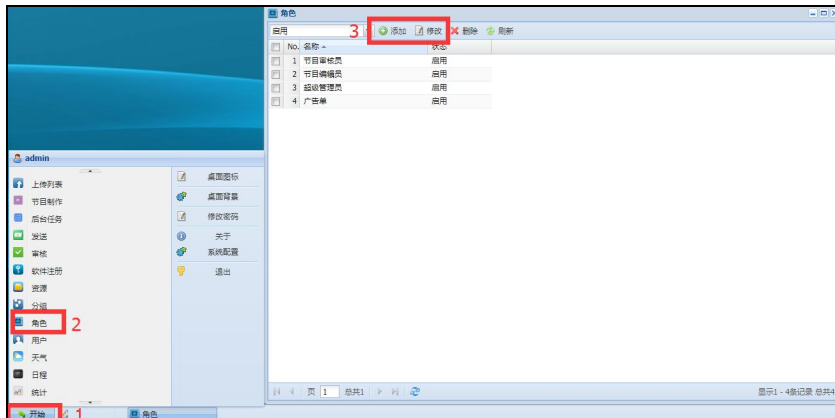 角色
启用 3 添加 修改 删除 刷新
No. 名称 状态
1 节目审核员 启用
2 节目编辑员 启用
3 超级管理员 启用
4 广告单 启用
admin
上传列表 桌面图标
节目制作 桌面背景
后台任务 修改密码
发送 关于
审核 系统配置
软件注册 退出
资源
分组
角色 2
用户
天气
日程
统计
页 1 总共1 显示1 - 4条记录 总共4
开始 1 角色